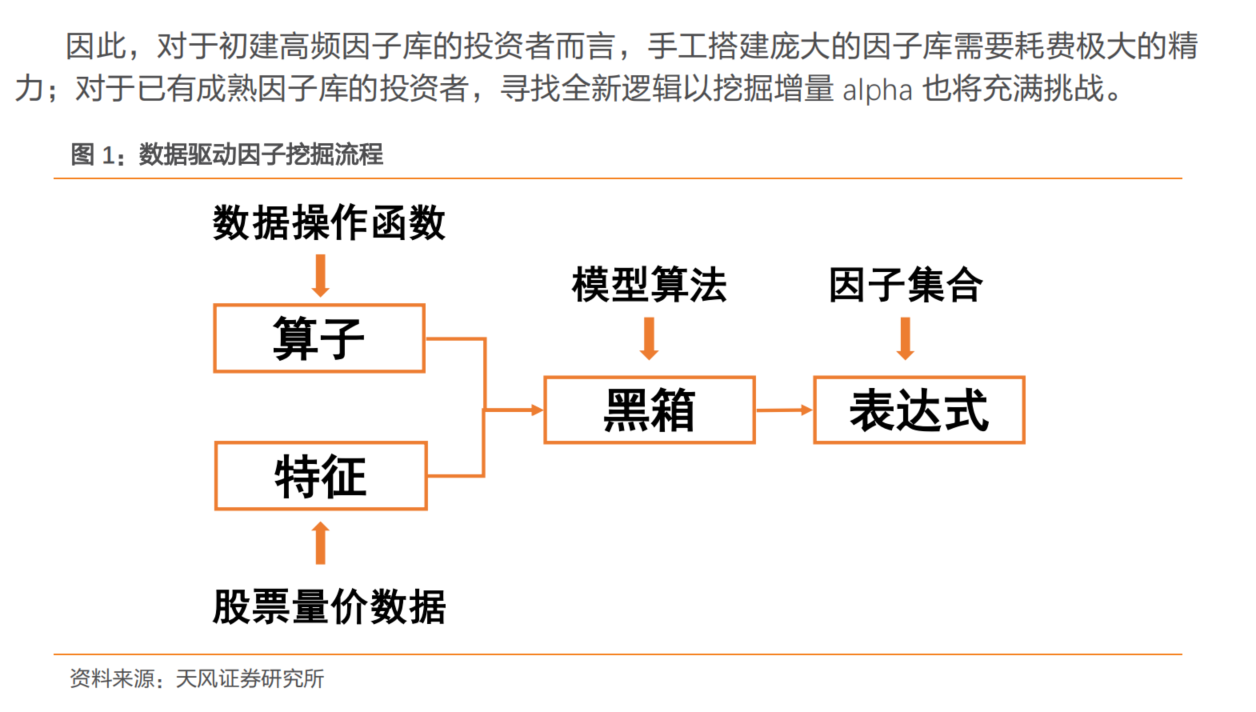 因此，对于初建高频因子库的投资者而言，手工搭建庞大的因子库需要耗费极大的精
力；对于已有成熟因子库的投资者，寻找全新逻辑以挖掘增量 alpha 也将充满挑战。
图 1：数据驱动因子挖掘流程
数据操作函数
算子
特征
股票量价数据
模型算法
黑箱
因子集合
表达式
资料来源：天风证券研究所